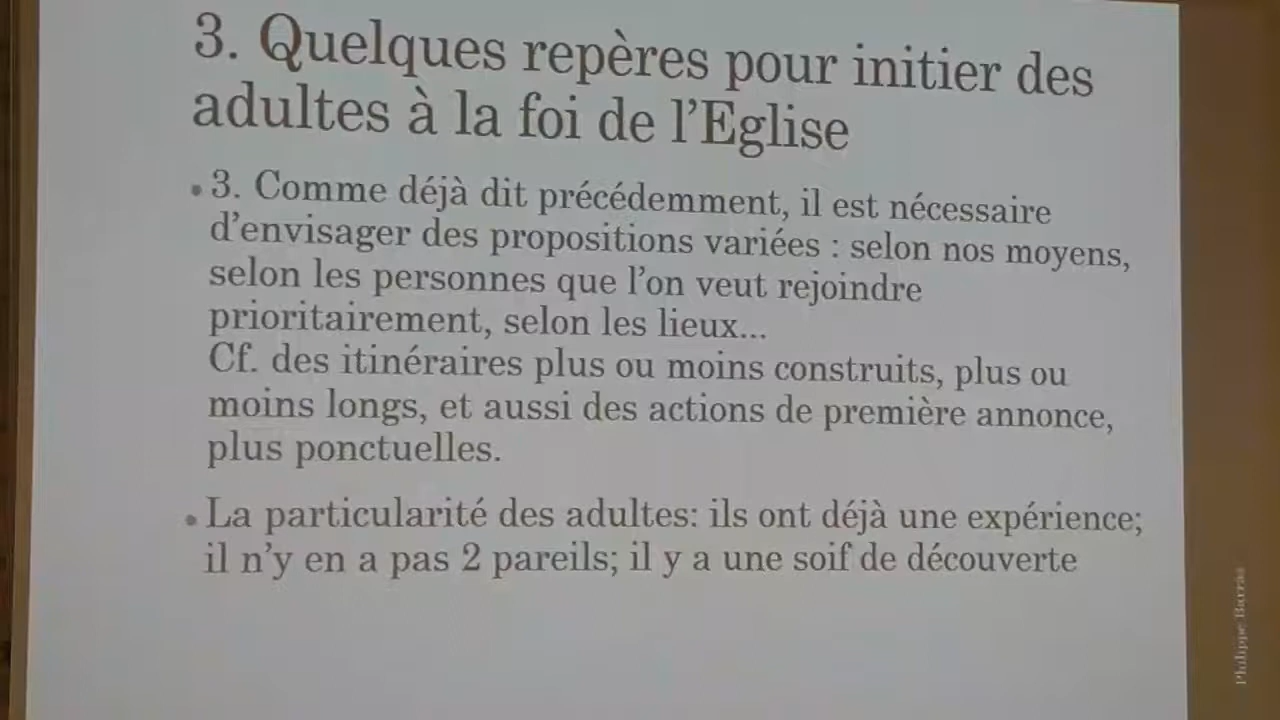 3. Quelques repères pour initier des
adultes à la foi de l'Eglise
• 3. Comme déjà dit précédemment, il est nécessaire
d'envisager des propositions variées : selon nos moyens,
selon les personnes que l'on veut rejoindre
prioritairement, selon les lieux...
Cf. des itinéraires plus ou moins construits, plus ou
moins longs, et aussi des actions de première annonce,
plus ponctuelles.
• La particularité des adultes: ils ont déjà une expérience;
il n'y en a pas 2 pareils; il y a une soif de découverte
Philippe Barras